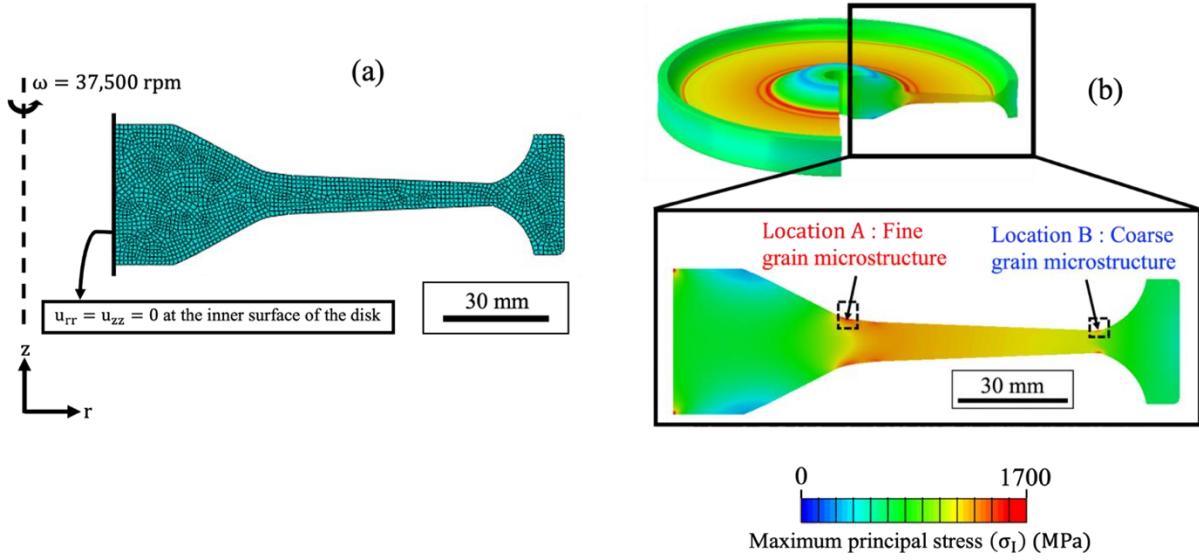 (a)
ω = 37,500 rpm
u_rr = u_zz = 0 at the inner surface of the disk
30 mm
z
r
(b)
Location A : Fine
grain microstructure
Location B : Coarse
grain microstructure
30 mm
0
1700
Maximum principal stress (σ_I) (MPa)